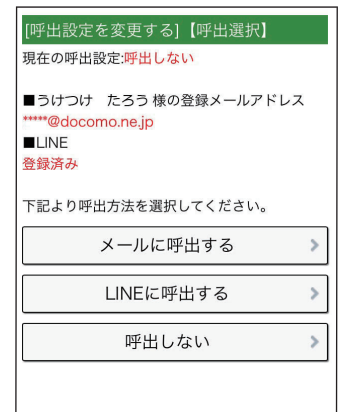 [呼出設定を変更する]【呼出選択】
現在の呼出設定:呼出しない
■うけつけ　たろう 様の登録メールアドレス
*****@docomo.ne.jp
■LINE
登録済み
下記より呼出方法を選択してください。
メールに呼出する
LINEに呼出する
呼出しない